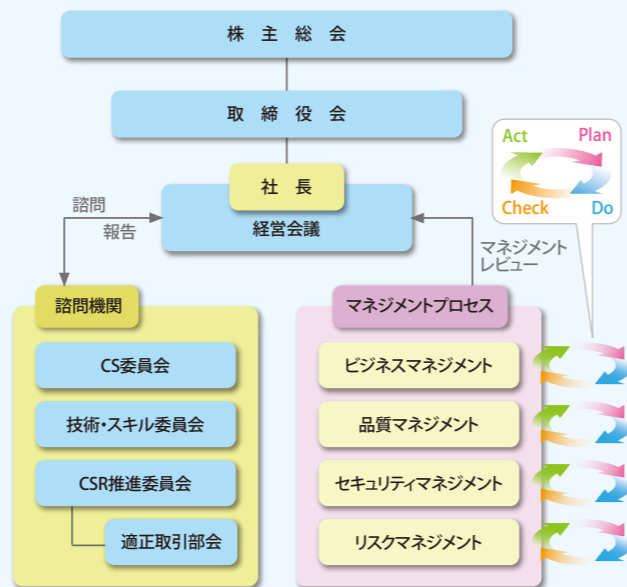 株主総会
取締役会
社長
経営会議
諮問
報告
マネジメント
レビュー
Act
Plan
Check
Do
諮問機関
CS委員会
技術・スキル委員会
CSR推進委員会
適正取引部会
マネジメントプロセス
ビジネスマネジメント
品質マネジメント
セキュリティマネジメント
リスクマネジメント